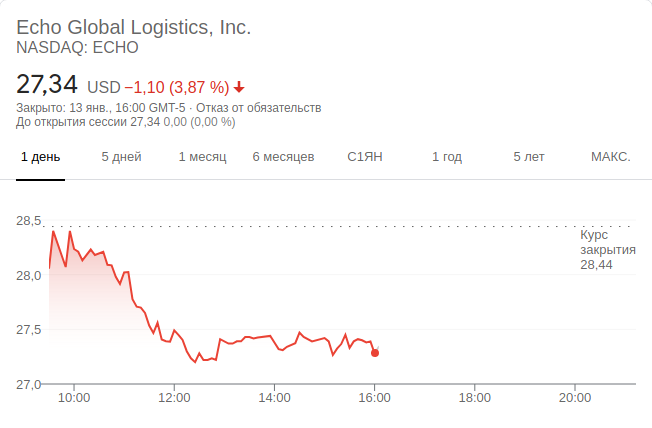 Echo Global Logistics, Inc.
NASDAQ: ECHO
27,34 USD −1,10 (3,87 %)
Закрыто: 13 янв., 16:00 GMT-5 · Отказ от обязательств
До открытия сессии 27,34 0,00 (0,00 %)
1 день 5 дней 1 месяц 6 месяцев С1ЯН 1 год 5 лет МАКС.
28,5
Курс
закрытия
28,44
28,0
27,5
27,0
10:00 12:00 14:00 16:00 18:00 20:00